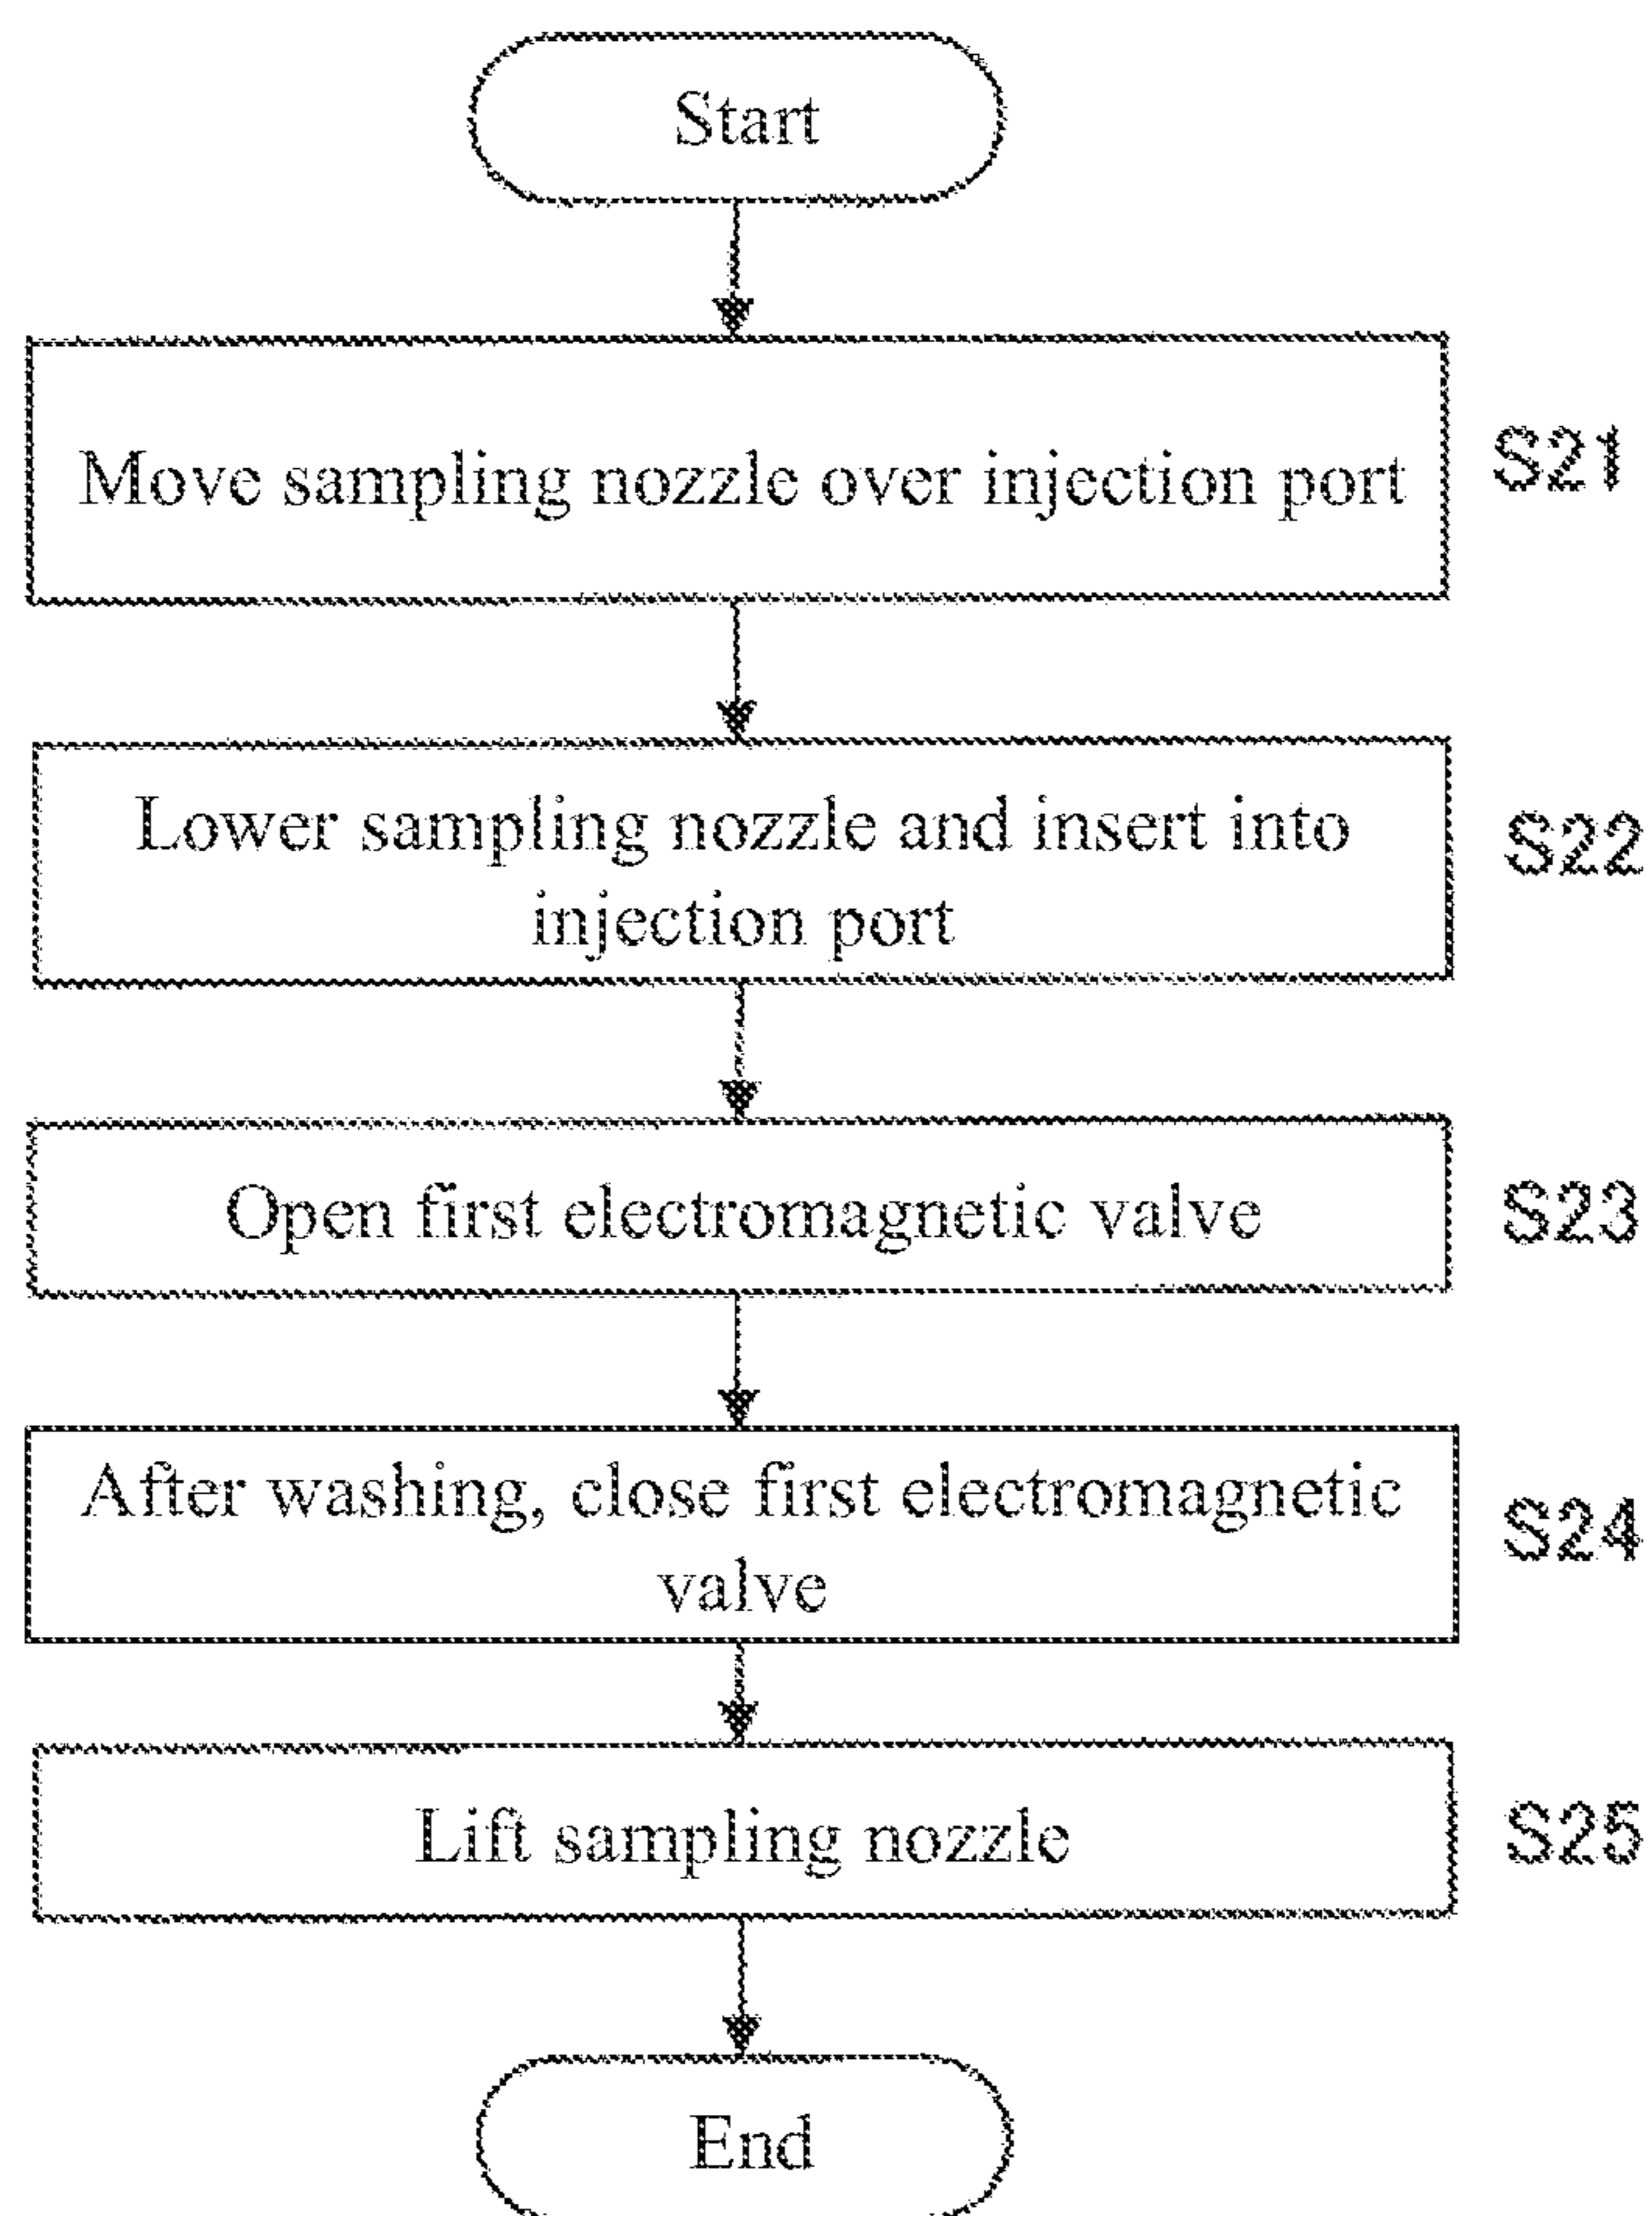 Start
Move sampling nozzle over injection port
S21
Lower sampling nozzle and insert into
injection port
S22
Open first electromagnetic valve
S23
After washing, close first electromagnetic
valve
S24
Lift sampling nozzle
S25
End